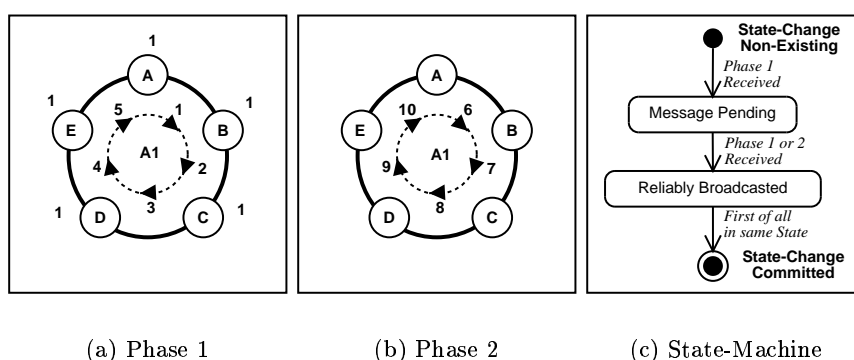 1
A
1
E
1
B
5
1
A1
4
2
3
1
D
C
1
A
E
B
10
6
A1
9
7
8
D
C
State-Change
Non-Existing
Phase 1
Received
Message Pending
Phase 1 or 2
Received
Reliably Broadcasted
First of all
in same State
State-Change
Committed
(a) Phase 1
(b) Phase 2
(c) State-Machine